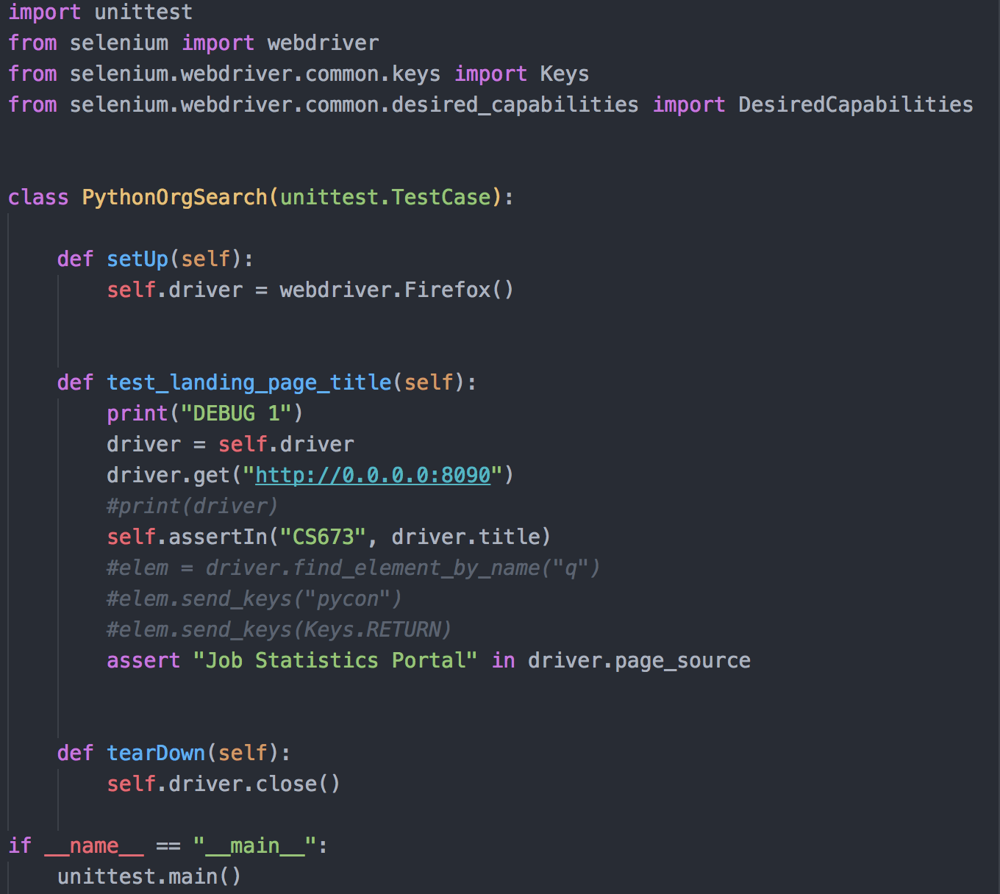 import unittest
from selenium import webdriver
from selenium.webdriver.common.keys import Keys
from selenium.webdriver.common.desired_capabilities import DesiredCapabilities
class PythonOrgSearch(unittest.TestCase):
    def setUp(self):
        self.driver = webdriver.Firefox()
    def test_landing_page_title(self):
        print("DEBUG 1")
        driver = self.driver
        driver.get("http://0.0.0.0:8090")
        #print(driver)
        self.assertIn("CS673", driver.title)
        #elem = driver.find_element_by_name("q")
        #elem.send_keys("pycon")
        #elem.send_keys(Keys.RETURN)
        assert "Job Statistics Portal" in driver.page_source
    def tearDown(self):
        self.driver.close()
if __name__ == "__main__":
    unittest.main()